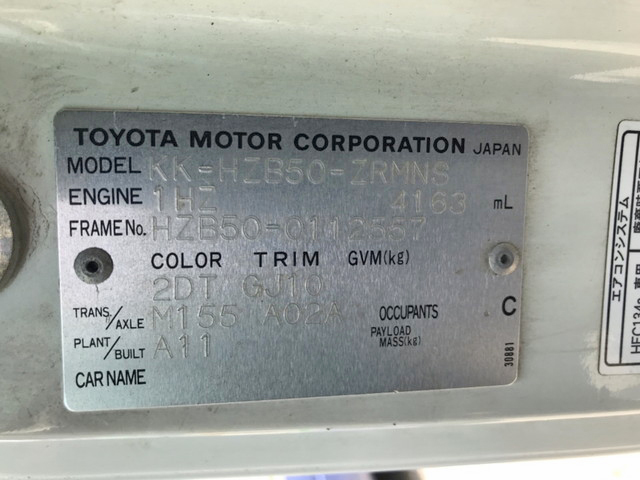 TOYOTA MOTOR CORPORATION JAPAN
MODEL KK-HZB50-ZRMNS
ENGINE 1HZ 4163 mL
FRAME No. HZB50-0112557
COLOR TRIM GVM(kg)
2DT GJ10
TRANS/AXLE M155 A02A OCCUPANTS C
PAYLOAD MASS(kg)
PLANT/BUILT A11
CAR NAME
30881
エアコンシステム
HFC134a